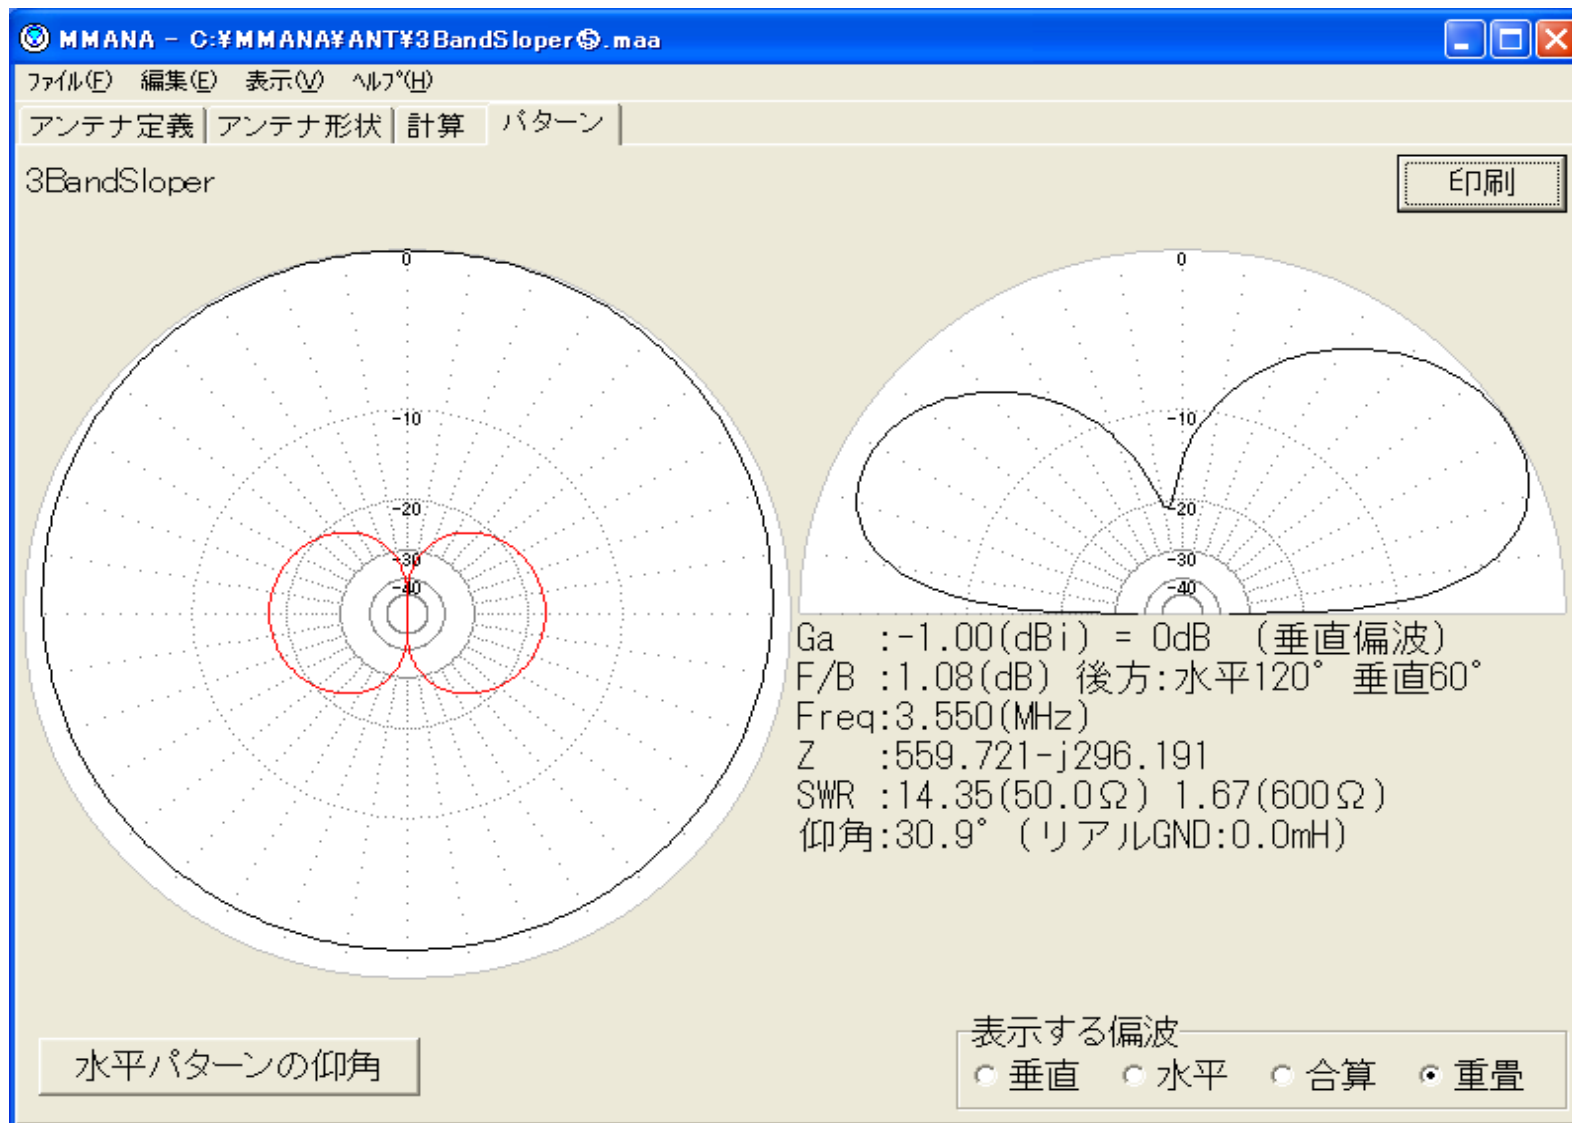 MMANA - C:¥MMANA¥ANT¥3BandSloper⑤.maa
ファイル(F) 編集(E) 表示(V) ヘルプ(H)
アンテナ定義 アンテナ形状 計算 パターン
3BandSloper
印刷
0
-10
-20
-30
-40
0
-10
-20
-30
-40
Ga :-1.00(dBi) = 0dB (垂直偏波)
F/B :1.08(dB) 後方:水平120° 垂直60°
Freq:3.550(MHz)
Z :559.721-j296.191
SWR :14.35(50.0Ω) 1.67(600Ω)
仰角:30.9° (リアルGND:0.0mH)
水平パターンの仰角
表示する偏波
垂直 水平 合算 重畳